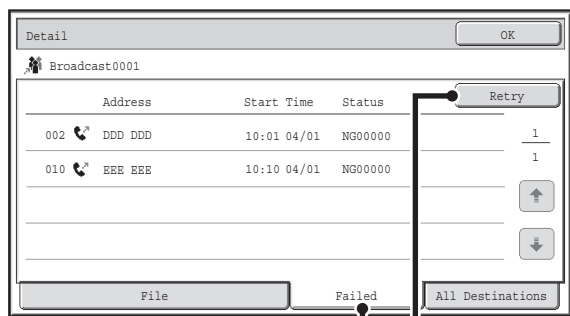 Detail OK
Broadcast0001
Address Start Time Status Retry
002 DDD DDD 10:01 04/01 NG00000
1
1
010 EEE EEE 10:10 04/01 NG00000
File Failed All Destinations